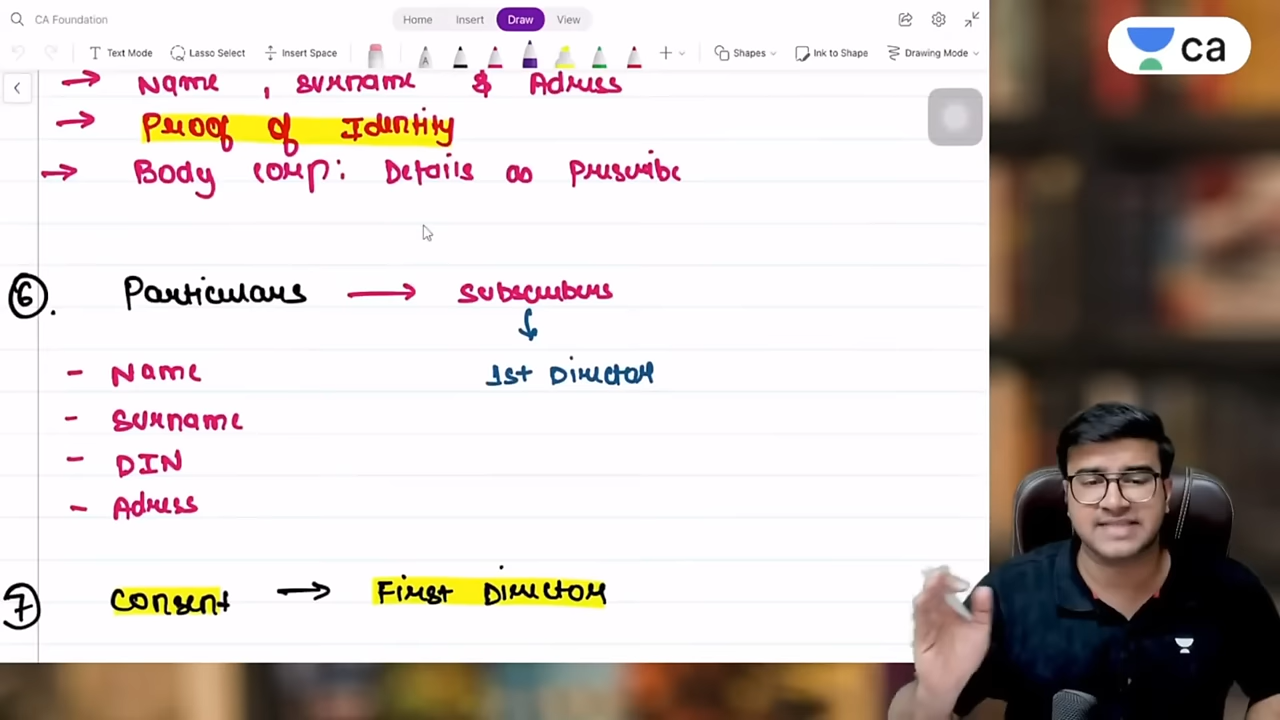 CA Foundation
Home Insert Draw View
Text Mode Lasso Select Insert Space Shapes Ink to Shape Drawing Mode
ca
→ Name, Surname & Adress
→ Proof of Identity
→ Body corp: Details as Prescribe
6. Particulars → Subscribers
↓
1st Director
- Name
- Surname
- DIN
- Adress
7 Consent → First Director